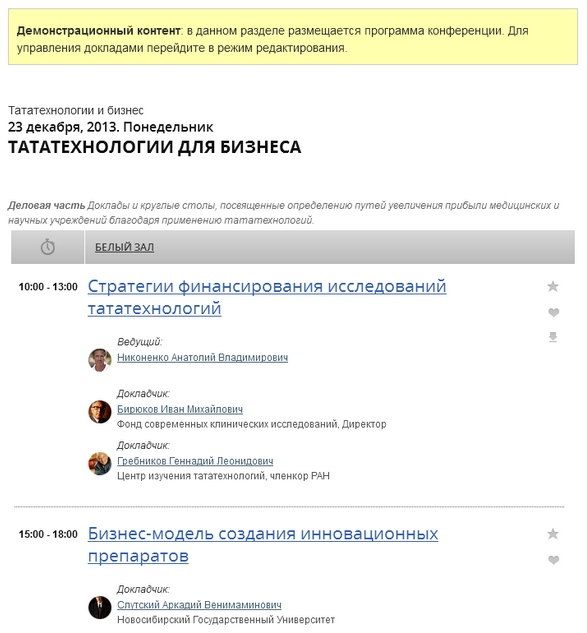 Демонстрационный контент: в данном разделе размещается программа конференции. Для
управления докладами перейдите в режим редактирования.
Тататехнологии и бизнес
23 декабря, 2013. Понедельник
ТАТАТЕХНОЛОГИИ ДЛЯ БИЗНЕСА
Деловая часть Доклады и круглые столы, посвященные определению путей увеличения прибыли медицинских и
научных учреждений благодаря применению тататехнологий.
БЕЛЫЙ ЗАЛ
10:00 - 13:00
Стратегии финансирования исследований
тататехнологий
Ведущий:
Никоненко Анатолий Владимирович
Докладчик:
Бирюков Иван Михайлович
Фонд современных клинических исследований, Директор
Докладчик:
Гребников Геннадий Леонидович
Центр изучения тататехнологий, членкор РАН
15:00 - 18:00
Бизнес-модель создания инновационных
препаратов
Докладчик:
Слутский Аркадий Вениаминович
Новосибирский Государственный Университет